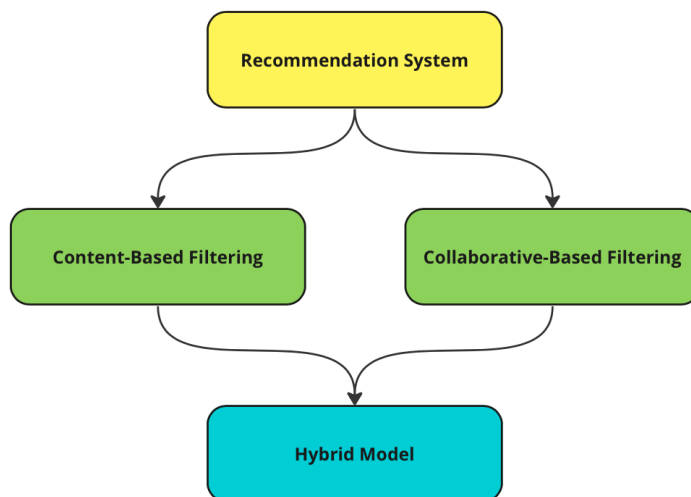 Recommendation System
Content-Based Filtering
Collaborative-Based Filtering
Hybrid Model